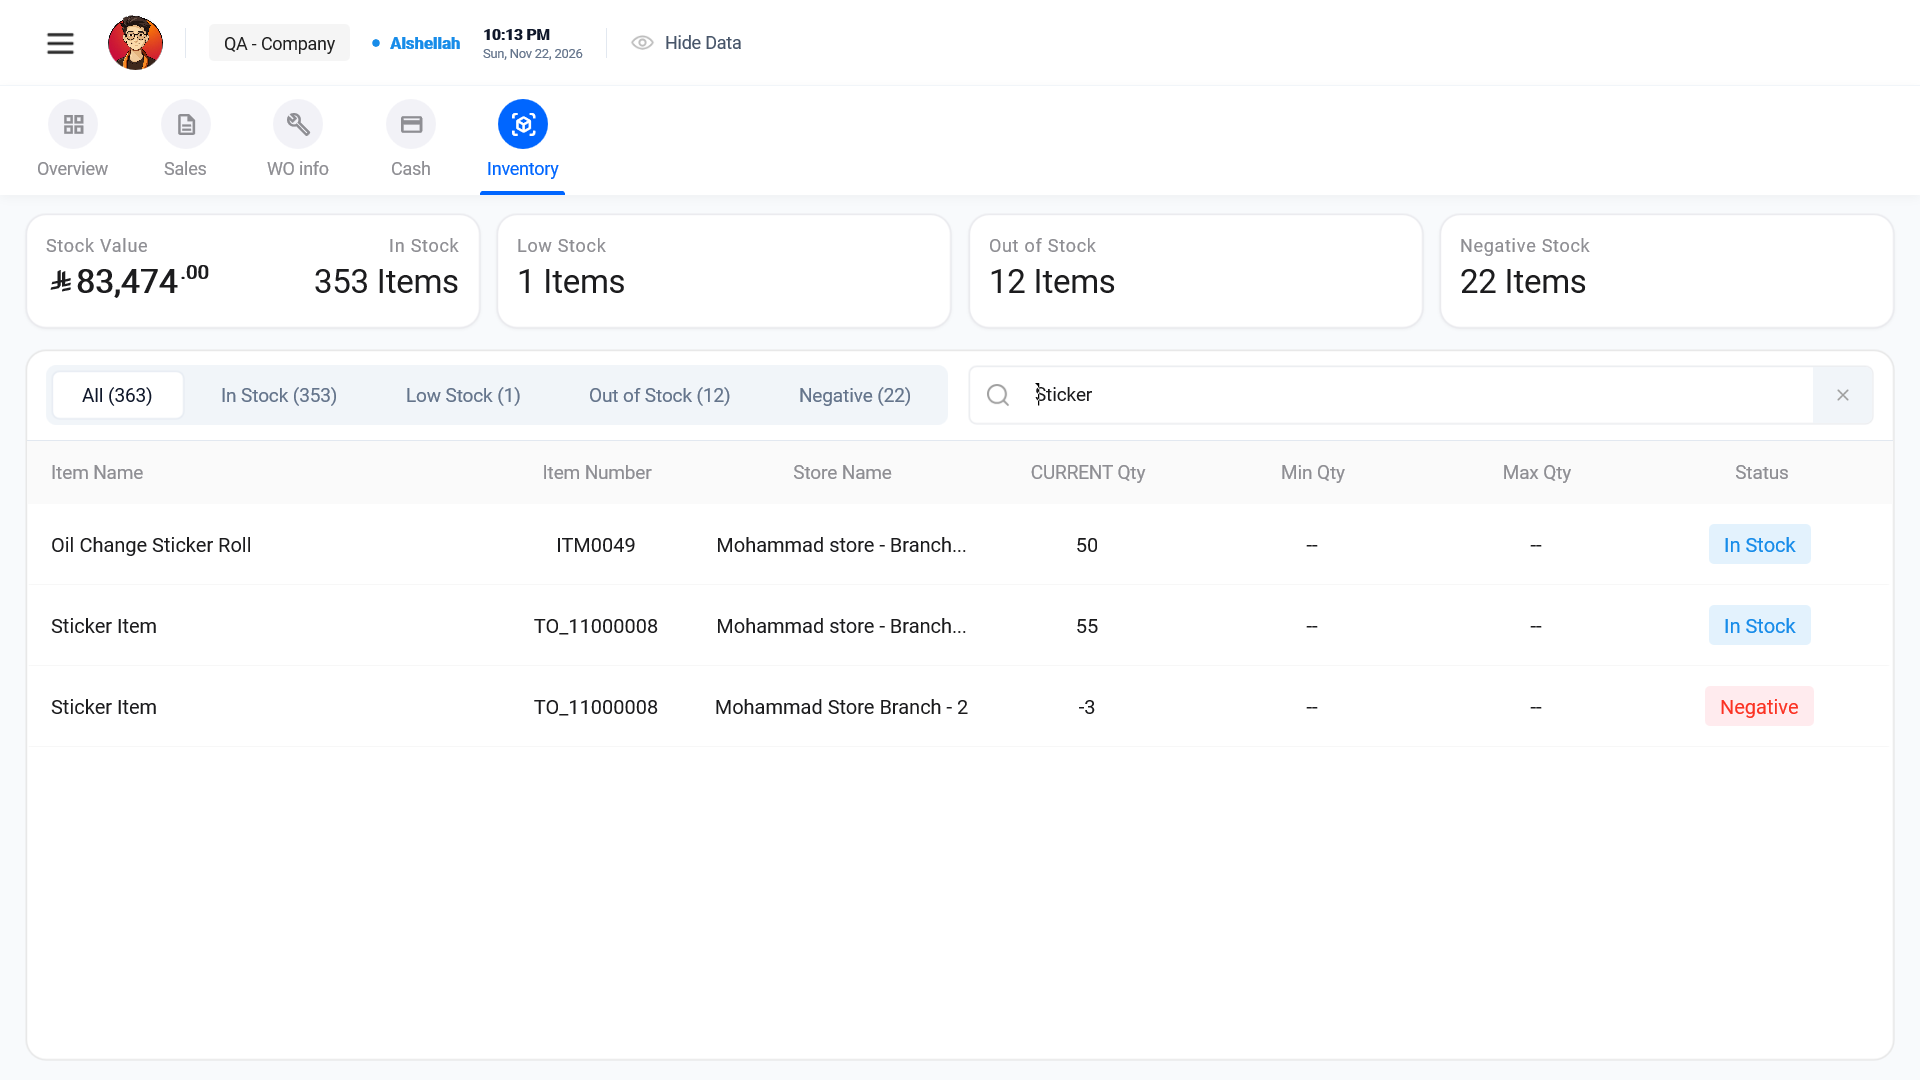 QA - Company
Alshellah
10:13 PM
Sun, Nov 22, 2026
Hide Data
Overview
Sales
WO info
Cash
Inventory
Stock Value
In Stock
83,474.00
353 Items
Low Stock
1 Items
Out of Stock
12 Items
Negative Stock
22 Items
All (363)
In Stock (353)
Low Stock (1)
Out of Stock (12)
Negative (22)
Sticker
Item Name Item Number Store Name CURRENT Qty Min Qty Max Qty Status
Oil Change Sticker Roll ITM0049 Mohammad store - Branch... 50 -- -- In Stock
Sticker Item TO_11000008 Mohammad store - Branch... 55 -- -- In Stock
Sticker Item TO_11000008 Mohammad Store Branch - 2 -3 -- -- Negative